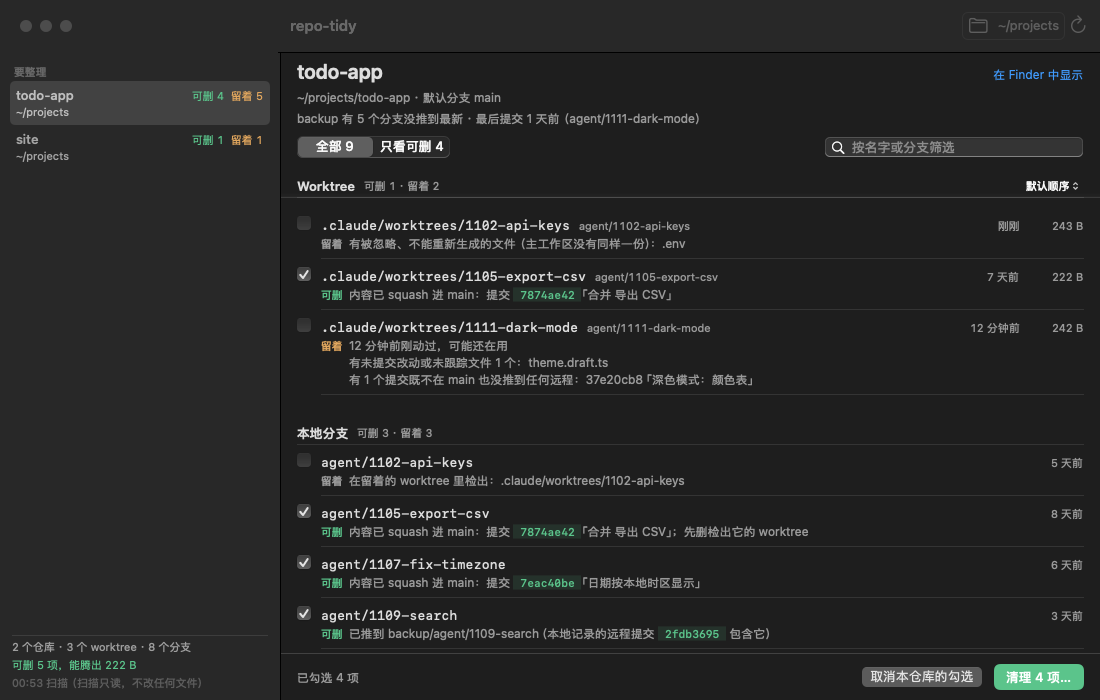 repo-tidy
~/projects
要整理
todo-app 可删 4 留着 5
~/projects
site 可删 1 留着 1
~/projects
2 个仓库 · 3 个 worktree · 8 个分支
可删 5 项，能腾出 222 B
00:53 扫描 (扫描只读，不改任何文件)
todo-app
在 Finder 中显示
~/projects/todo-app · 默认分支 main
backup 有 5 个分支没推到最新 · 最后提交 1 天前 (agent/1111-dark-mode)
全部 9 只看可删 4
按名字或分支筛选
Worktree 可删 1 · 留着 2
默认顺序
.claude/worktrees/1102-api-keys agent/1102-api-keys 刚刚 243 B
留着 有被忽略、不能重新生成的文件 (主工作区没有同样一份)：.env
.claude/worktrees/1105-export-csv agent/1105-export-csv 7 天前 222 B
可删 内容已 squash 进 main：提交 7874ae42「合并 导出 CSV」
.claude/worktrees/1111-dark-mode agent/1111-dark-mode 12 分钟前 242 B
留着 12 分钟前刚动过，可能还在用
有未提交改动或未跟踪文件 1 个：theme.draft.ts
有 1 个提交既不在 main 也没推到任何远程：37e20cb8「深色模式：颜色表」
本地分支 可删 3 · 留着 3
agent/1102-api-keys 5 天前
留着 在留着的 worktree 里检出：.claude/worktrees/1102-api-keys
agent/1105-export-csv 8 天前
可删 内容已 squash 进 main：提交 7874ae42「合并 导出 CSV」；先删检出它的 worktree
agent/1107-fix-timezone 6 天前
可删 内容已 squash 进 main：提交 7eac40be「日期按本地时区显示」
agent/1109-search 3 天前
可删 已推到 backup/agent/1109-search (本地记录的远程提交 2fdb3695 包含它)
已勾选 4 项
取消本仓库的勾选
清理 4 项…